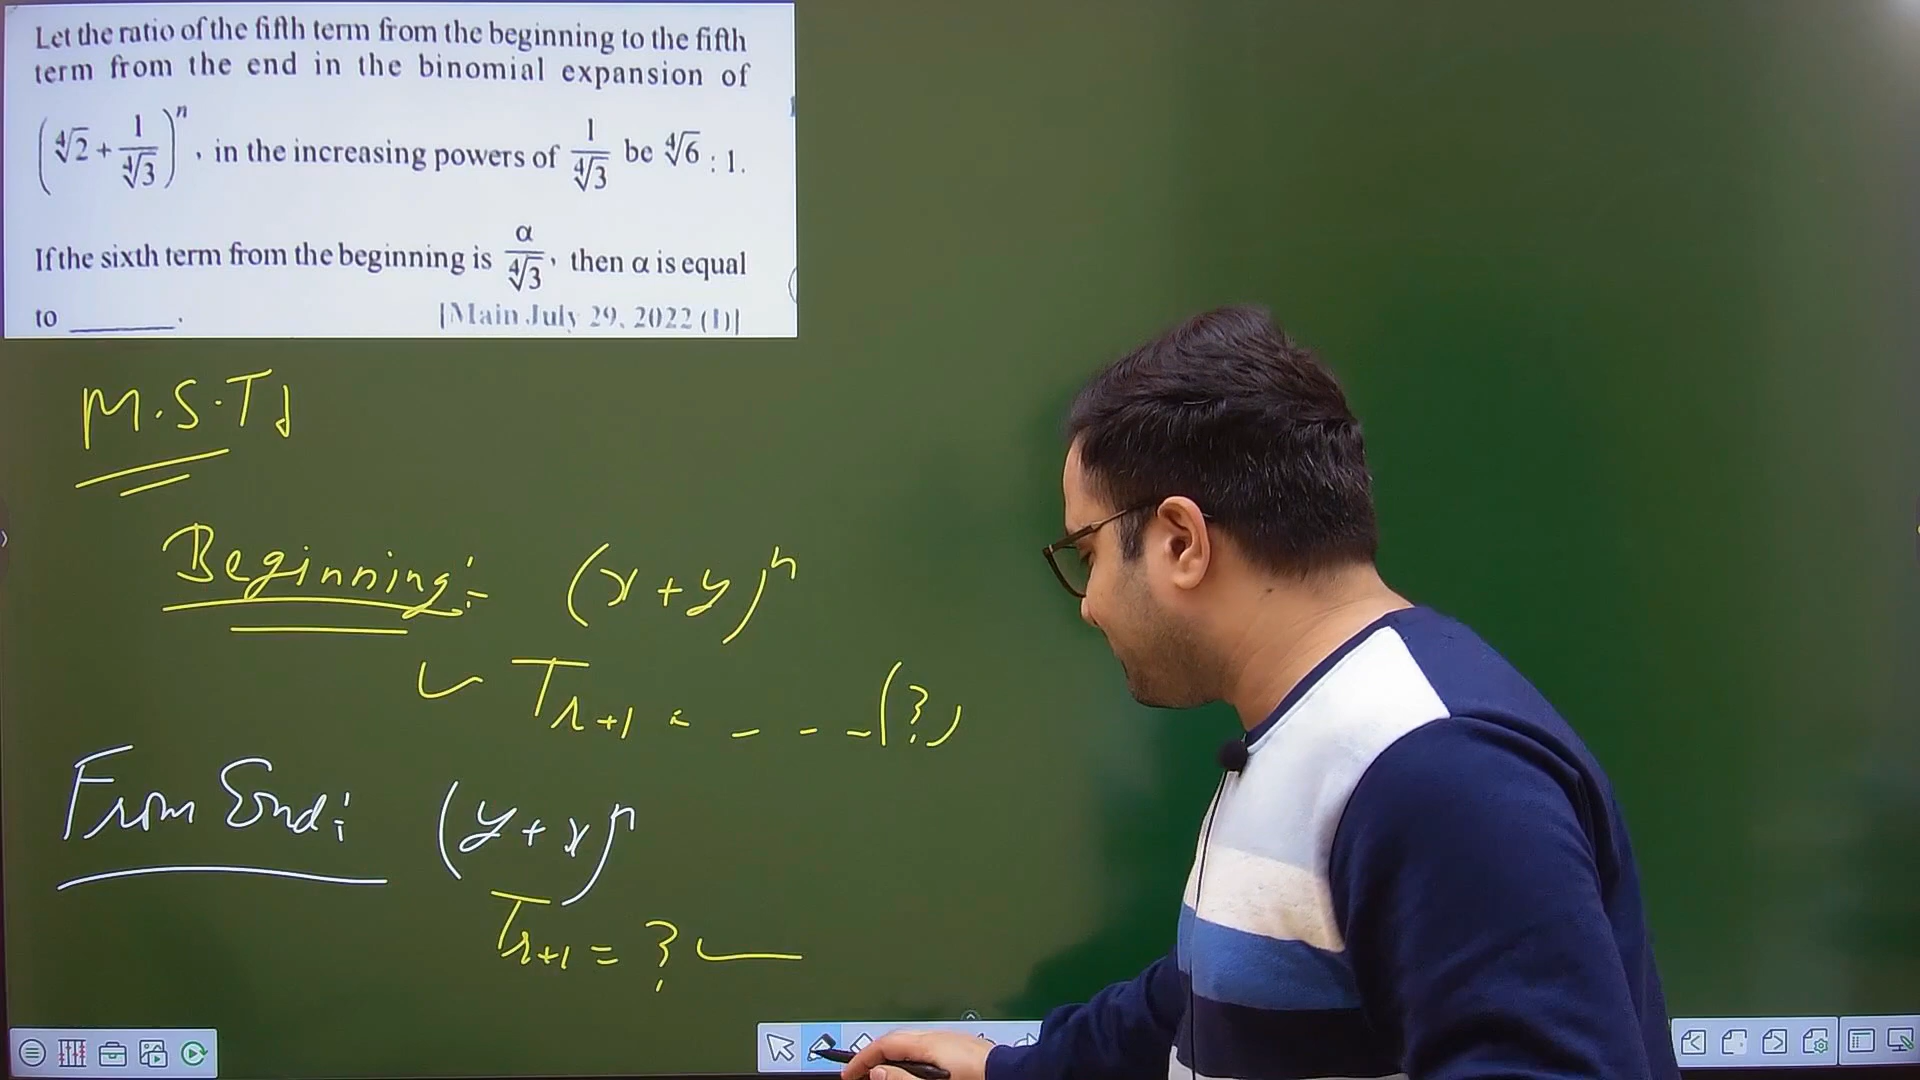 Let the ratio of the fifth term from the beginning to the fifth
term from the end in the binomial expansion of
(∜2 + 1/∜3)ⁿ, in the increasing powers of 1/∜3 be ∜6 : 1.
If the sixth term from the beginning is α/∜3, then α is equal
to ______. [Main July 29, 2022 (I)]
M.S.T
Beginning:- (x+y)ⁿ
Tr+1 = - - - (?)
From End: (y+x)ⁿ
Tr+1 = ?